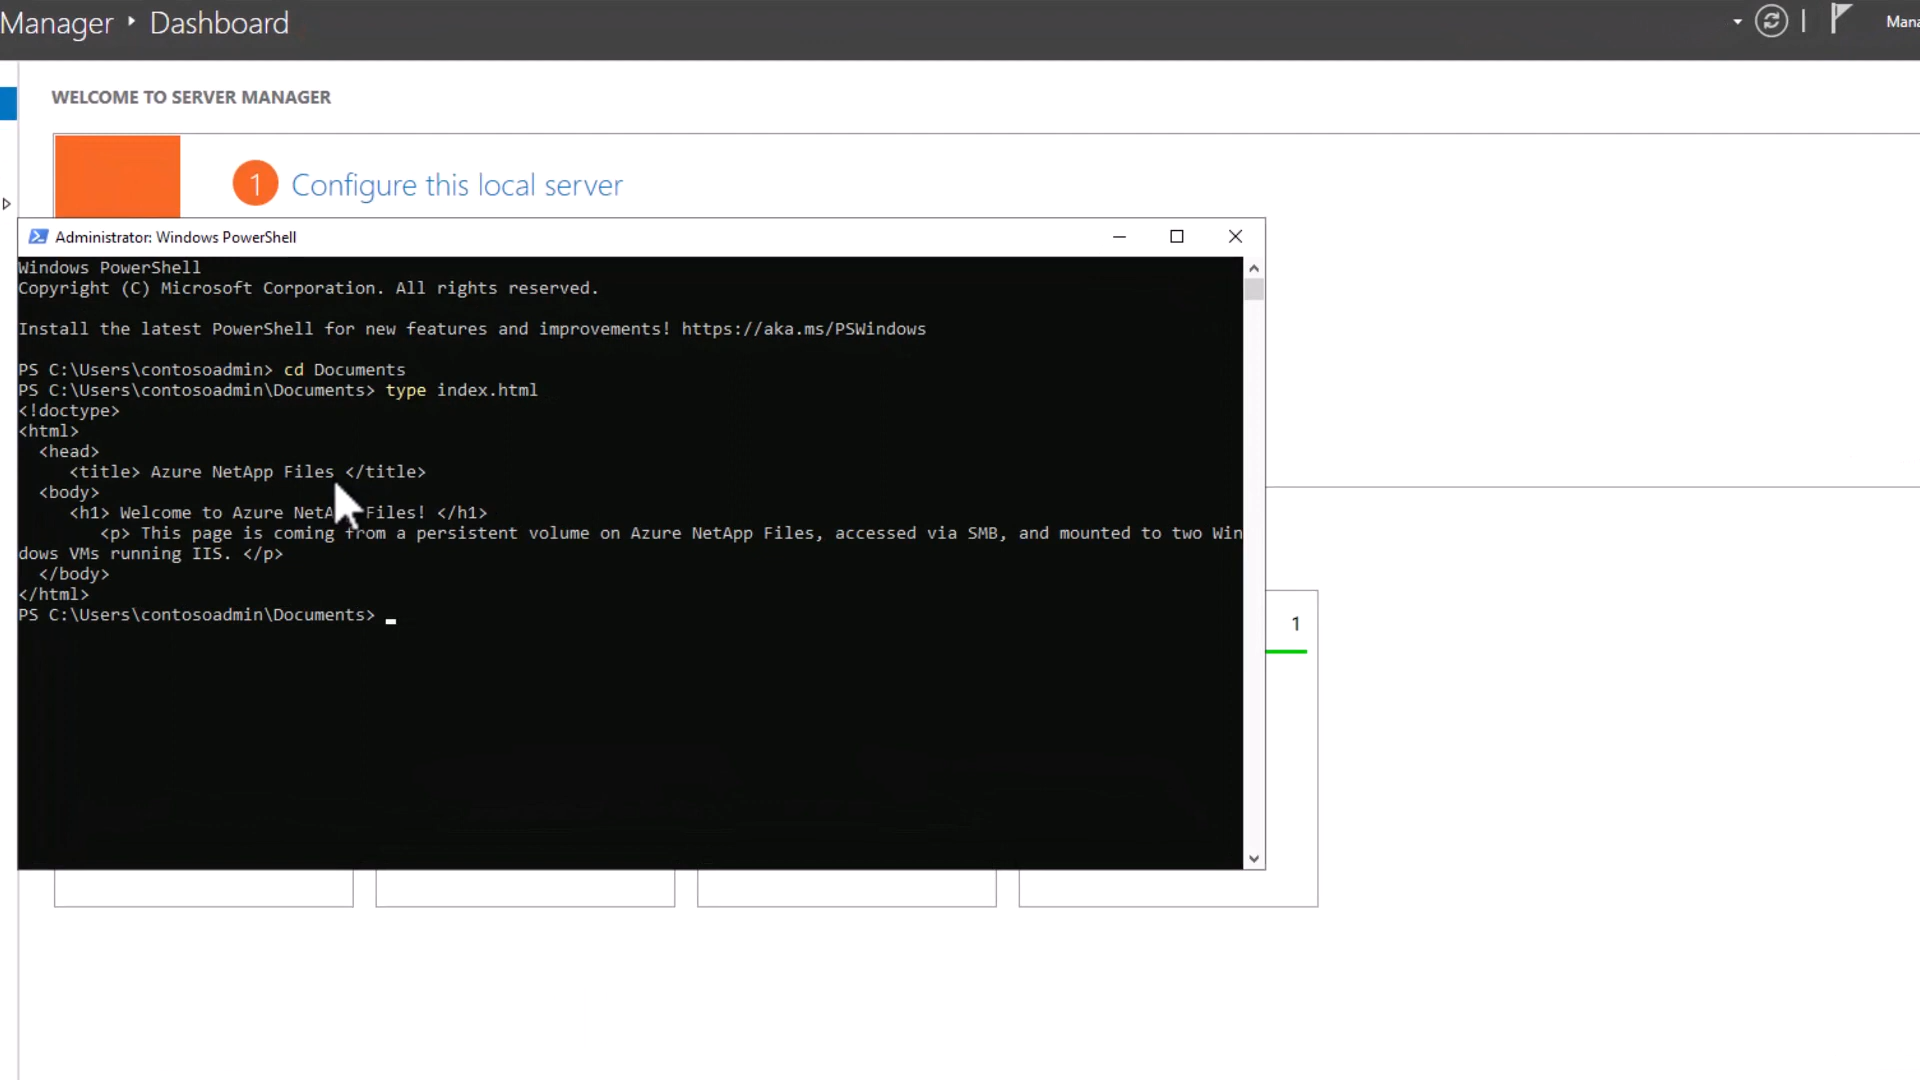 Manager ‣ Dashboard
Mana
WELCOME TO SERVER MANAGER
1 Configure this local server
Administrator: Windows PowerShell
Windows PowerShell
Copyright (C) Microsoft Corporation. All rights reserved.
Install the latest PowerShell for new features and improvements! https://aka.ms/PSWindows
PS C:\Users\contosoadmin> cd Documents
PS C:\Users\contosoadmin\Documents> type index.html
<!doctype>
<html>
  <head>
     <title> Azure NetApp Files </title>
  <body>
     <h1> Welcome to Azure NetApp Files! </h1>
        <p> This page is coming from a persistent volume on Azure NetApp Files, accessed via SMB, and mounted to two Win
dows VMs running IIS. </p>
  </body>
</html>
PS C:\Users\contosoadmin\Documents>
1